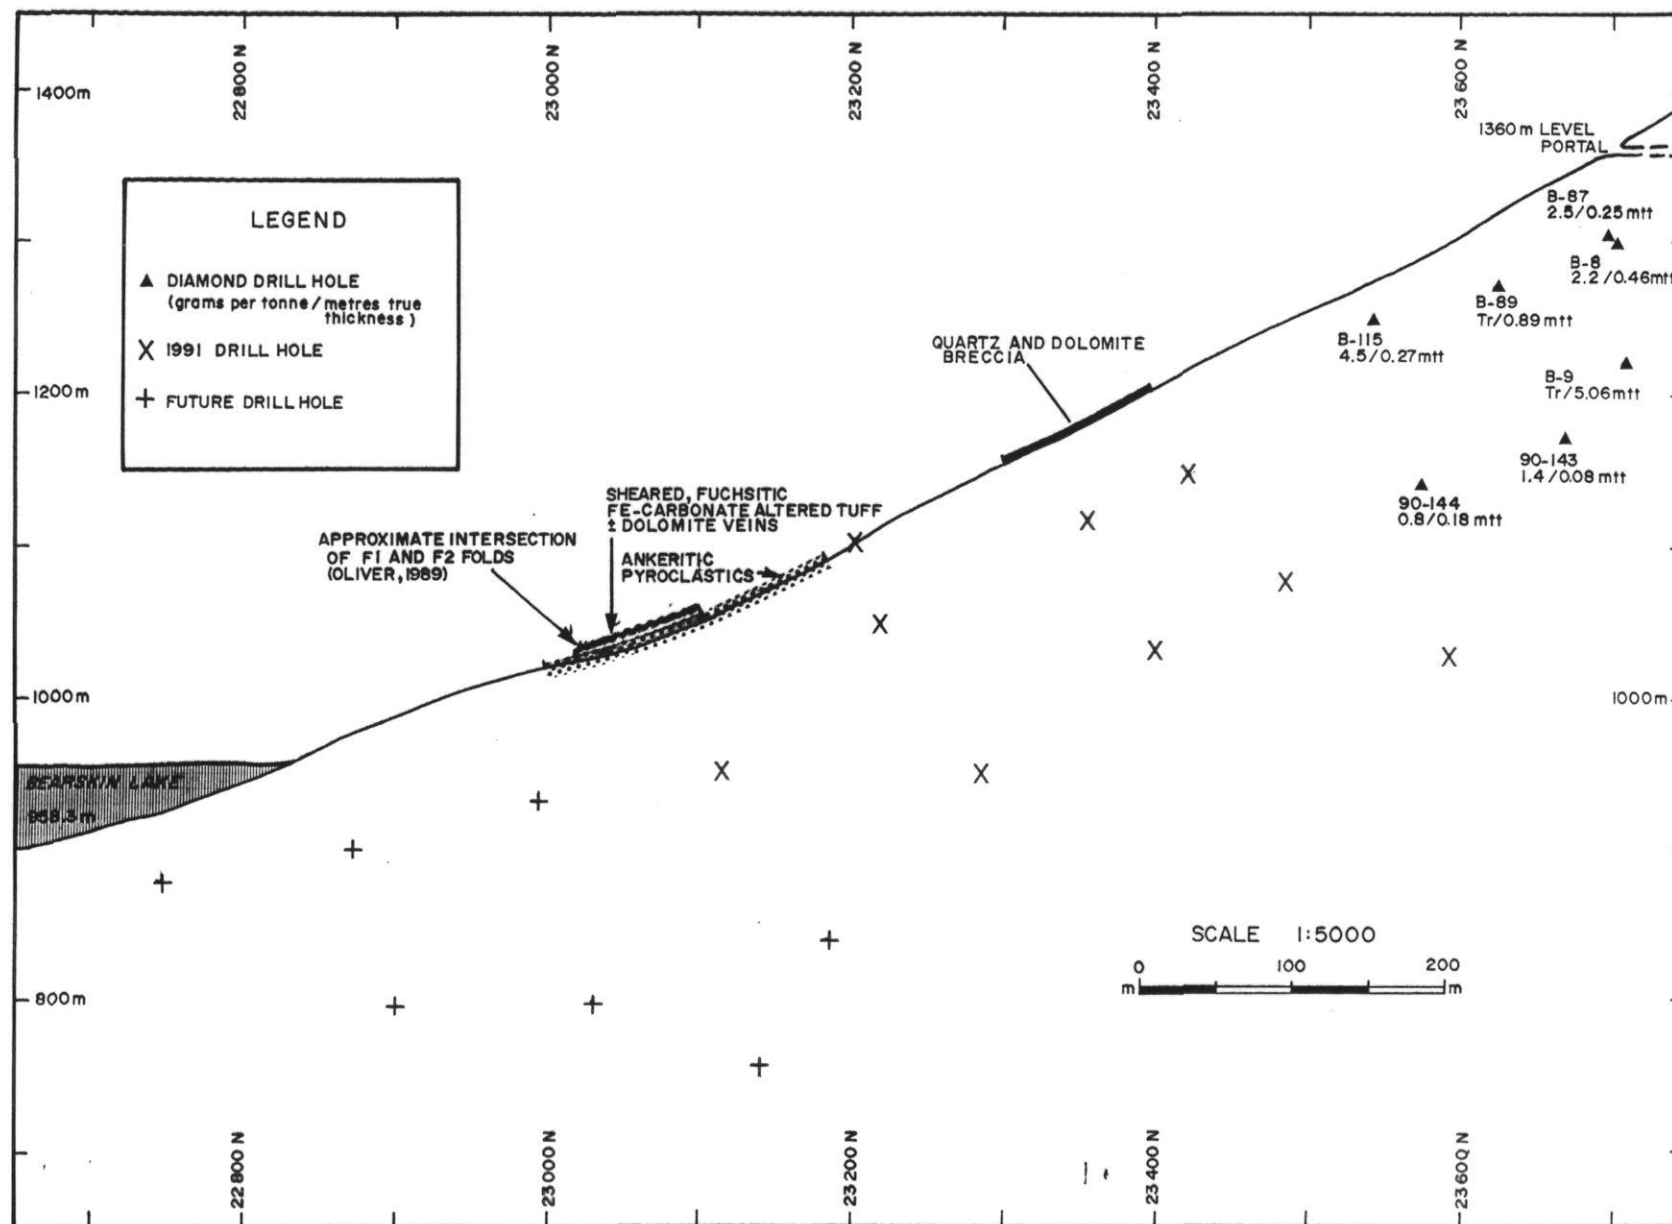 22800 N
23000 N
23200 N
23400 N
23600 N
1400m
1360m LEVEL
PORTAL
LEGEND
DIAMOND DRILL HOLE
(grams per tonne/metres true
thickness)
1991 DRILL HOLE
FUTURE DRILL HOLE
B-87
2.5/0.25mtt
B-8
2.2/0.46mtt
B-89
Tr/0.89 mtt
B-115
4.5/0.27mtt
B-9
Tr/5.06mtt
90-143
1.4/0.08 mtt
90-144
0.8/0.18 mtt
1200m
QUARTZ AND DOLOMITE
BRECCIA
SHEARED, FUCHSITIC
FE-CARBONATE ALTERED TUFF
± DOLOMITE VEINS
APPROXIMATE INTERSECTION
OF F1 AND F2 FOLDS
(OLIVER, 1989)
ANKERITIC
PYROCLASTICS
1000m
1000m
BEARSKIN LAKE
958.3m
800m
SCALE 1:5000
0 100 200
m m
22800 N
23000 N
23200 N
23400 N
23600 N